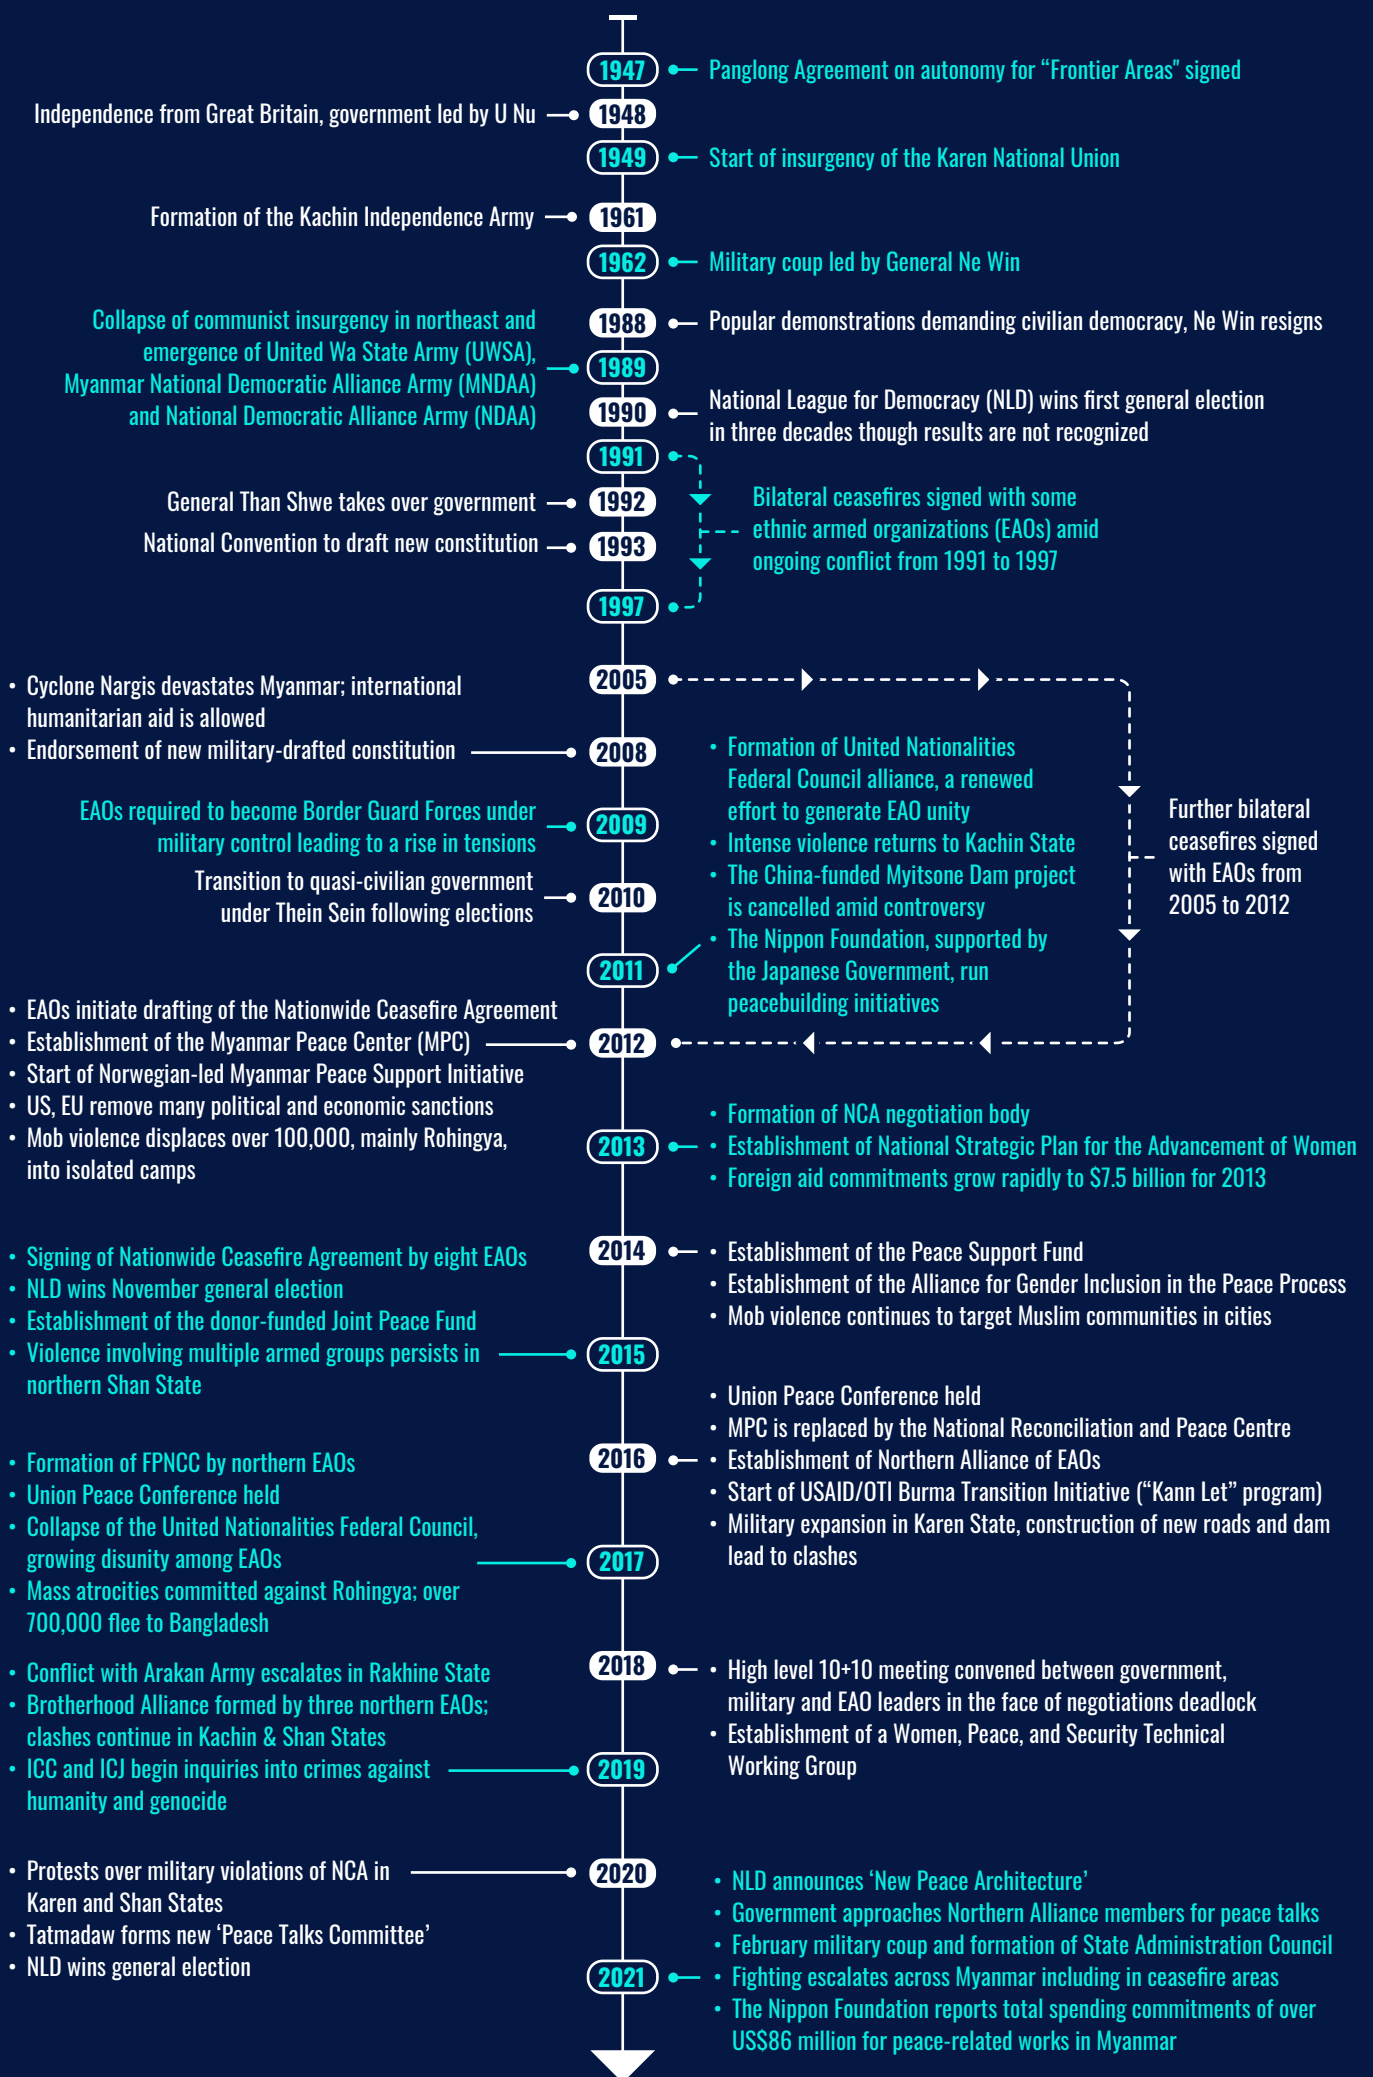 1947
Panglong Agreement on autonomy for “Frontier Areas" signed
Independence from Great Britain, government led by U Nu
1948
1949
Start of insurgency of the Karen National Union
Formation of the Kachin Independence Army
1961
1962
Military coup led by General Ne Win
1988
Popular demonstrations demanding civilian democracy, Ne Win resigns
Collapse of communist insurgency in northeast and
emergence of United Wa State Army (UWSA),
Myanmar National Democratic Alliance Army (MNDAA)
and National Democratic Alliance Army (NDAA)
1989
1990
National League for Democracy (NLD) wins first general election
in three decades though results are not recognized
1991
Bilateral ceasefires signed with some
ethnic armed organizations (EAOs) amid
ongoing conflict from 1991 to 1997
General Than Shwe takes over government
1992
National Convention to draft new constitution
1993
1997
2005
Further bilateral
ceasefires signed
with EAOs from
2005 to 2012
• Cyclone Nargis devastates Myanmar; international
humanitarian aid is allowed
• Endorsement of new military-drafted constitution
2008
EAOs required to become Border Guard Forces under
military control leading to a rise in tensions
2009
Transition to quasi-civilian government
under Thein Sein following elections
2010
2011
• Formation of United Nationalities
Federal Council alliance, a renewed
effort to generate EAO unity
• Intense violence returns to Kachin State
• The China-funded Myitsone Dam project
is cancelled amid controversy
• The Nippon Foundation, supported by
the Japanese Government, run
peacebuilding initiatives
• EAOs initiate drafting of the Nationwide Ceasefire Agreement
• Establishment of the Myanmar Peace Center (MPC)
• Start of Norwegian-led Myanmar Peace Support Initiative
• US, EU remove many political and economic sanctions
• Mob violence displaces over 100,000, mainly Rohingya,
into isolated camps
2012
2013
• Formation of NCA negotiation body
• Establishment of National Strategic Plan for the Advancement of Women
• Foreign aid commitments grow rapidly to $7.5 billion for 2013
2014
• Establishment of the Peace Support Fund
• Establishment of the Alliance for Gender Inclusion in the Peace Process
• Mob violence continues to target Muslim communities in cities
• Signing of Nationwide Ceasefire Agreement by eight EAOs
• NLD wins November general election
• Establishment of the donor-funded Joint Peace Fund
• Violence involving multiple armed groups persists in
northern Shan State
2015
2016
• Union Peace Conference held
• MPC is replaced by the National Reconciliation and Peace Centre
• Establishment of Northern Alliance of EAOs
• Start of USAID/OTI Burma Transition Initiative (“Kann Let” program)
• Military expansion in Karen State, construction of new roads and dam
lead to clashes
• Formation of FPNCC by northern EAOs
• Union Peace Conference held
• Collapse of the United Nationalities Federal Council,
growing disunity among EAOs
• Mass atrocities committed against Rohingya; over
700,000 flee to Bangladesh
2017
2018
• High level 10+10 meeting convened between government,
military and EAO leaders in the face of negotiations deadlock
• Establishment of a Women, Peace, and Security Technical
Working Group
• Conflict with Arakan Army escalates in Rakhine State
• Brotherhood Alliance formed by three northern EAOs;
clashes continue in Kachin & Shan States
• ICC and ICJ begin inquiries into crimes against
humanity and genocide
2019
• Protests over military violations of NCA in
Karen and Shan States
• Tatmadaw forms new ‘Peace Talks Committee’
• NLD wins general election
2020
2021
• NLD announces ‘New Peace Architecture’
• Government approaches Northern Alliance members for peace talks
• February military coup and formation of State Administration Council
• Fighting escalates across Myanmar including in ceasefire areas
• The Nippon Foundation reports total spending commitments of over
US$86 million for peace-related works in Myanmar